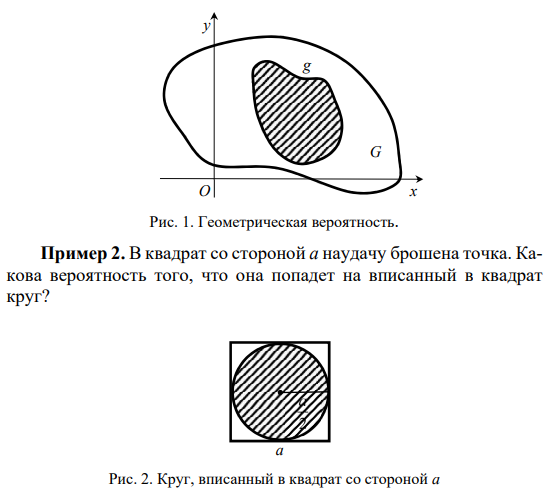 y
g
G
O
x
Рис. 1. Геометрическая вероятность.
Пример 2. В квадрат со стороной a наудачу брошена точка. Ка-
кова вероятность того, что она попадет на вписанный в квадрат
круг?
a
2
a
Рис. 2. Круг, вписанный в квадрат со стороной a